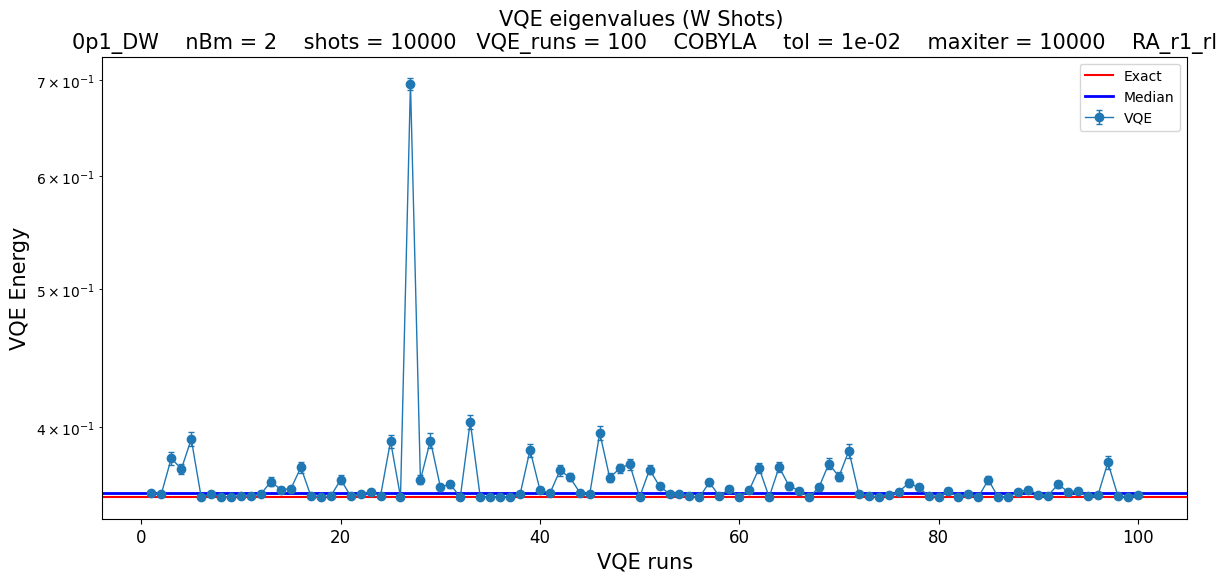 VQE eigenvalues (W Shots)
0p1_DW nBm = 2 shots = 10000 VQE_runs = 100 COBYLA tol = 1e-02 maxiter = 10000 RA_r1_rl
Exact
Median
VQE
7 × 10⁻¹
6 × 10⁻¹
5 × 10⁻¹
4 × 10⁻¹
VQE Energy
0 20 40 60 80 100
VQE runs